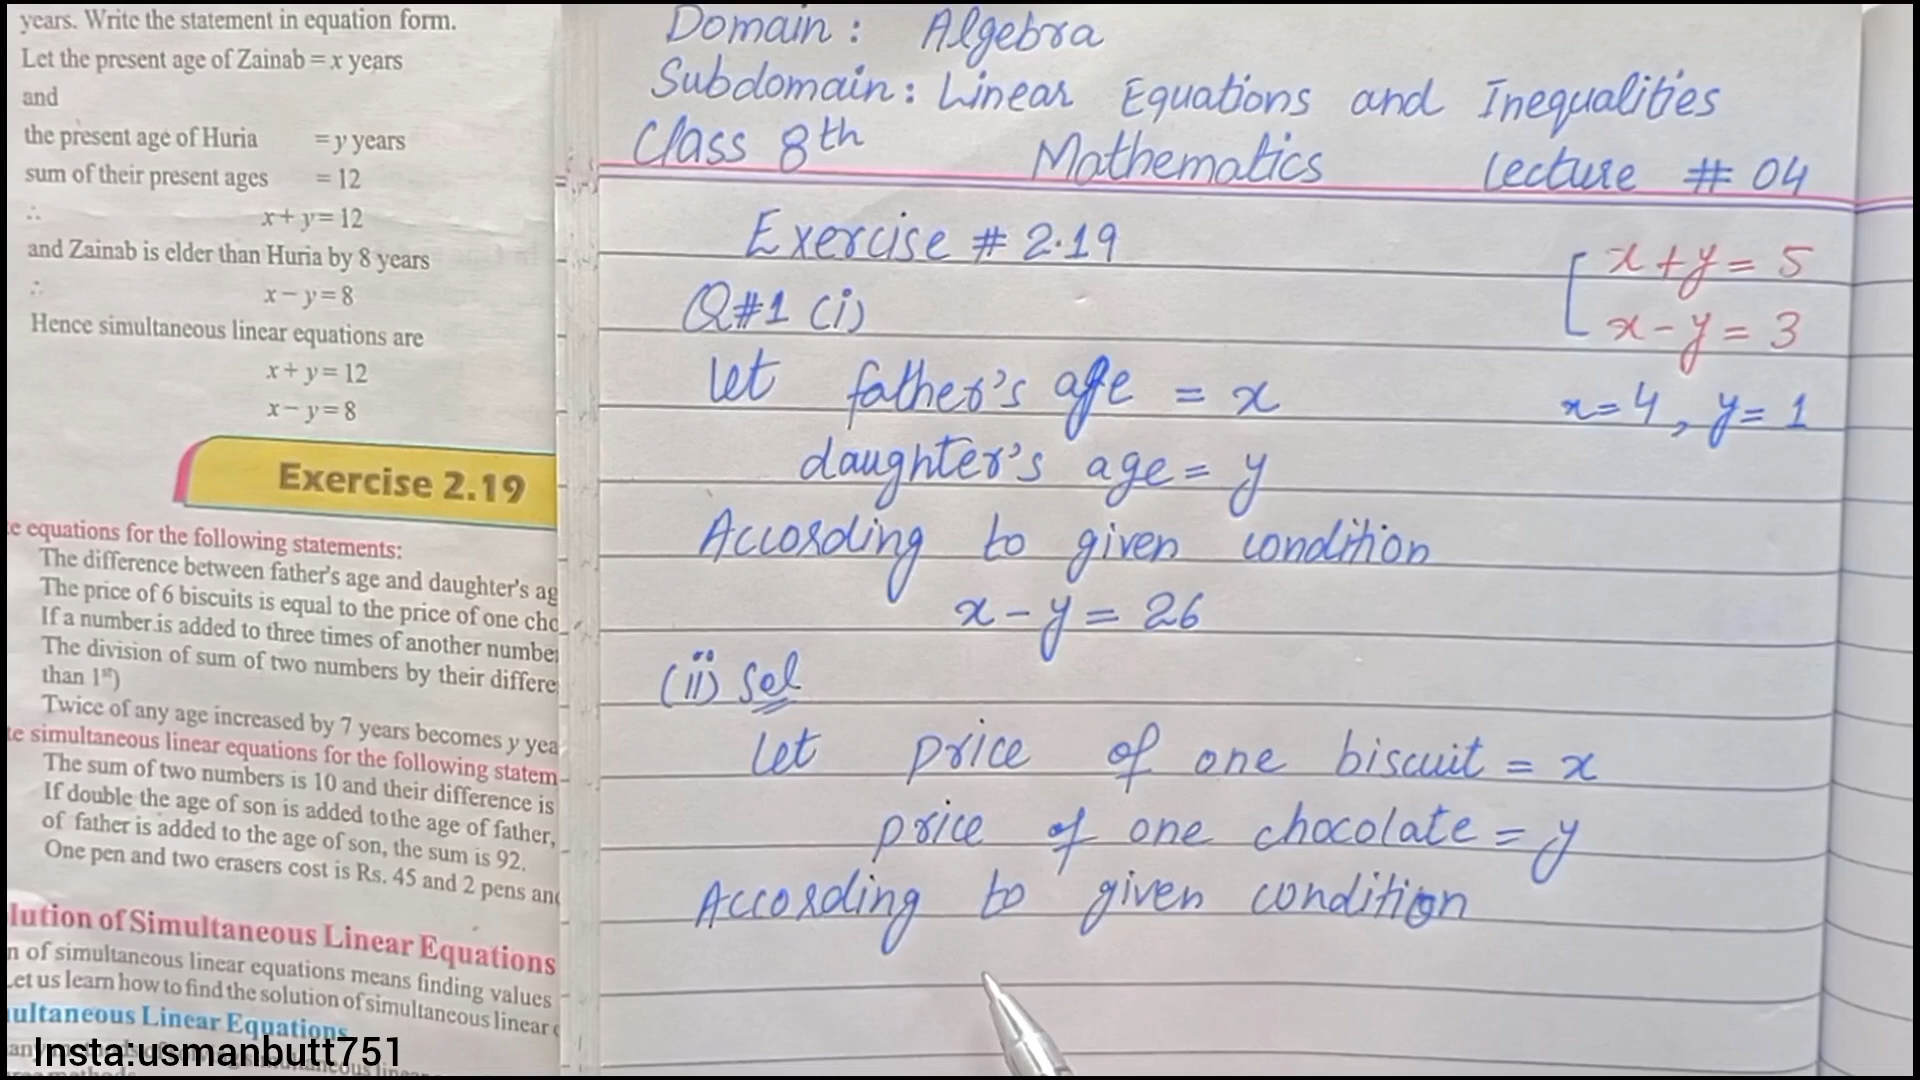 years. Write the statement in equation form.
Let the present age of Zainab = x years
and
the present age of Huria = y years
sum of their present ages = 12
∴ x + y = 12
and Zainab is elder than Huria by 8 years
∴ x − y = 8
Hence simultaneous linear equations are
x + y = 12
x − y = 8
Exercise 2.19
e equations for the following statements:
The difference between father's age and daughter's ag
The price of 6 biscuits is equal to the price of one cho
If a number is added to three times of another number
The division of sum of two numbers by their differe
than 1st)
Twice of any age increased by 7 years becomes y yea
te simultaneous linear equations for the following statem
The sum of two numbers is 10 and their difference is
If double the age of son is added to the age of father,
of father is added to the age of son, the sum is 92.
One pen and two erasers cost is Rs. 45 and 2 pens and
lution of Simultaneous Linear Equations
n of simultaneous linear equations means finding values
Let us learn how to find the solution of simultaneous linear
ultaneous Linear Equations
Insta:usmanbutt751
Domain: Algebra
Subdomain: Linear Equations and Inequalities
Class 8th Mathematics Lecture # 04
Exercise # 2.19
Q#1 (i)
Let father's age = x
daughter's age = y
According to given condition
x - y = 26
(ii) Sol
Let price of one biscuit = x
price of one chocolate = y
According to given condition
x + y = 5
x - y = 3
x = 4, y = 1